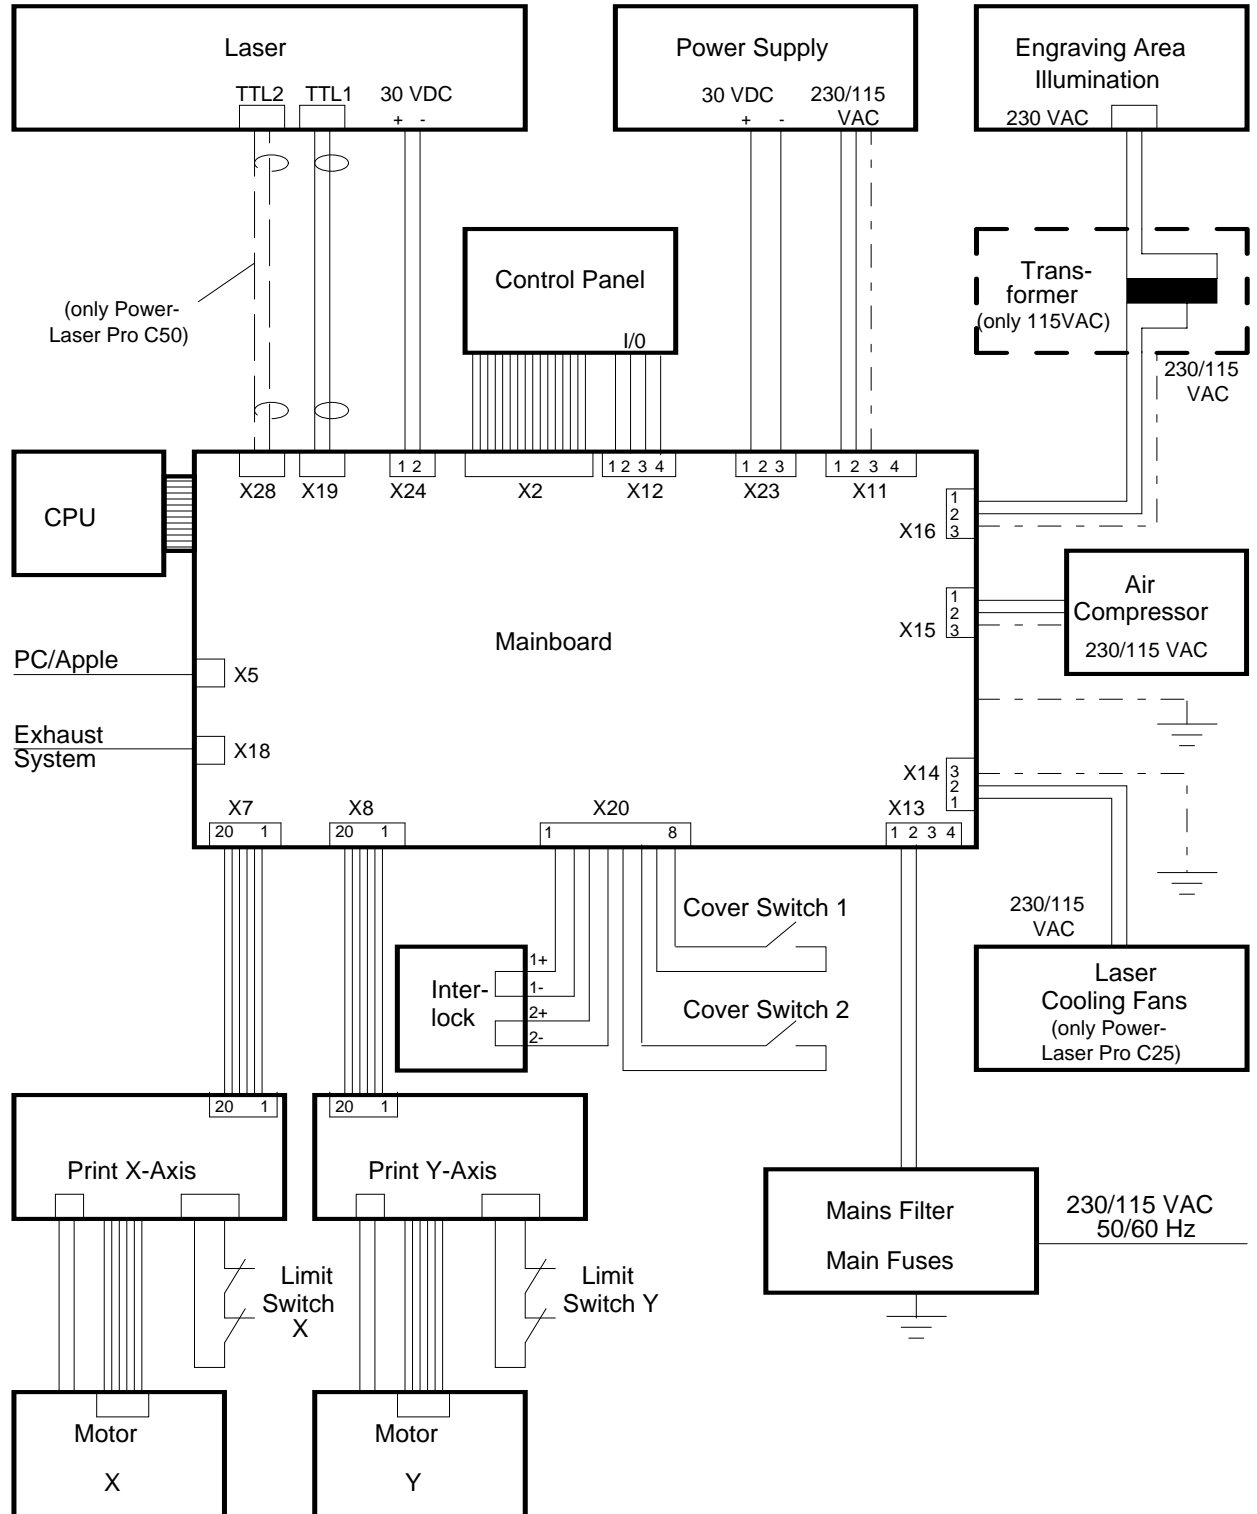 Laser
TTL2 TTL1 30 VDC
+ -
Power Supply
30 VDC 230/115
+ - VAC
Engraving Area
Illumination
230 VAC
Control Panel
I/0
Trans-
former
(only 115VAC)
230/115
VAC
(only Power-
Laser Pro C50)
CPU
1 2
1 2 3 4
1 2 3
1 2 3 4
X28 X19 X24 X2 X12 X23 X11
1
2
X16 3
Air
Compressor
230/115 VAC
1
2
X15 3
Mainboard
PC/Apple
X5
Exhaust
System
X18
X14 3
2
1
X7 X8 X20 X13
20 1 20 1 1 8 1 2 3 4
230/115
VAC
Cover Switch 1
Inter-
lock
1+
1-
2+
2-
Cover Switch 2
Laser
Cooling Fans
(only Power-
Laser Pro C25)
20 1
20 1
Print X-Axis
Print Y-Axis
Mains Filter
Main Fuses
230/115 VAC
50/60 Hz
Limit
Switch
X
Limit
Switch Y
Motor
X
Motor
Y